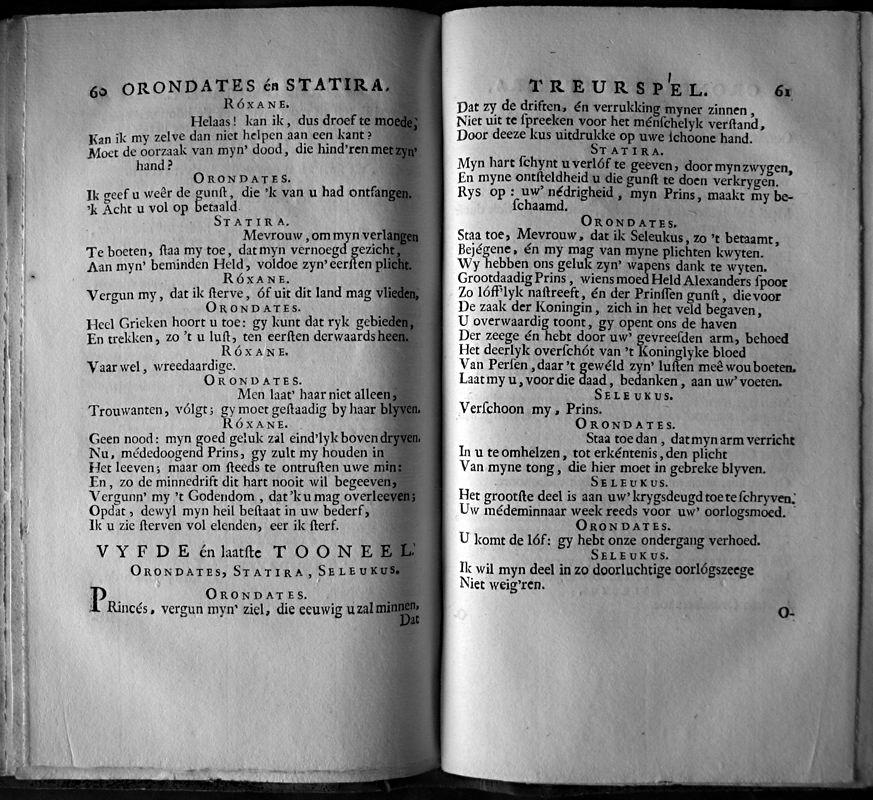 60 ORONDATES én STATIRA.
RÓXANE.
Helaas! kan ik, dus droef te moede,
Kan ik my zelve dan niet helpen aan een kant?
Moet de oorzaak van myn' dood, die hind'ren met zyn'
hand?
ORONDATES.
Ik geef u weêr de gunſt, die 'k van u had ontfangen.
'k Acht u vol op betaald.
STATIRA.
Mevrouw, om myn verlangen
Te boeten, ſtaa my toe, dat myn vernoegd gezicht,
Aan myn' beminden Held, voldoe zyn' eerſten plicht.
RÓXANE.
Vergun my, dat ik ſterve, óf uit dit land mag vlieden,
ORONDATES.
Heel Grieken hoort u toe: gy kunt dat ryk gebieden,
En trekken, zo 't u luſt, ten eerſten derwaards heen.
RÓXANE.
Vaar wel, wreedaardige.
ORONDATES.
Men laat' haar niet alleen,
Trouwanten, vólgt; gy moet geſtaadig by haar blyven.
RÓXANE.
Geen nood: myn goed geluk zal eind'lyk boven dryven.
Nu, médedoogend Prins, gy zult my houden in
Het leeven; maar om ſteeds te ontruſten uwe min:
En, zo de minnedrift dit hart nooit wil begeeven,
Vergunn' my 't Godendom, dat 'k u mag overleeven;
Opdat, dewyl myn heil beſtaat in uw bederf,
Ik u zie ſterven vol elenden, eer ik ſterf.
VYFDE én laatſte TOONEEL.
ORONDATES, STATIRA, SELEUKUS.
ORONDATES.
PRincés, vergun myn' ziel, die eeuwig u zal minnen,
Dat
TREURSPEL. 61
Dat zy de driften, én verrukking myner zinnen,
Niet uit te ſpreeken voor het ménſchelyk verſtand,
Door deeze kus uitdrukke op uwe ſchoone hand.
STATIRA.
Myn hart ſchynt u verlóf te geeven, door myn zwygen,
En myne ontſteldheid u die gunſt te doen verkrygen.
Rys op: uw' nédrigheid, myn Prins, maakt my be-
ſchaamd.
ORONDATES.
Staa toe, Mevrouw, dat ik Seleukus, zo 't betaamt,
Bejégene, én my mag van myne plichten kwyten.
Wy hebben ons geluk zyn' wapens dank te wyten.
Grootdaadig Prins, wiens moed Held Alexanders ſpoor
Zo lóff'lyk naſtreeft, én der Prinſſen gunſt, die voor
De zaak der Koningin, zich in het veld begaven,
U overwaardig toont, gy opent ons de haven
Der zeege én hebt door uw' gevreeſden arm, behoed
Het deerlyk overſchót van 't Koninglyke bloed
Van Perſen, daar 't gewéld zyn' luſten meê wou boeten.
Laat my u, voor die daad, bedanken, aan uw' voeten.
SELEUKUS.
Verſchoon my, Prins.
ORONDATES.
Staa toe dan, dat myn arm verricht
In u te omhelzen, tot erkéntenis, den plicht
Van myne tong, die hier moet in gebreke blyven.
SELEUKUS.
Het grootſte deel is aan uw' krygsdeugd toe te ſchryven.
Uw médeminnaar week reeds voor uw' oorlogsmoed.
ORONDATES.
U komt de lóf: gy hebt onze ondergang verhoed.
SELEUKUS.
Ik wil myn deel in zo doorluchtige oorlógszeege
Niet weig'ren.
O-